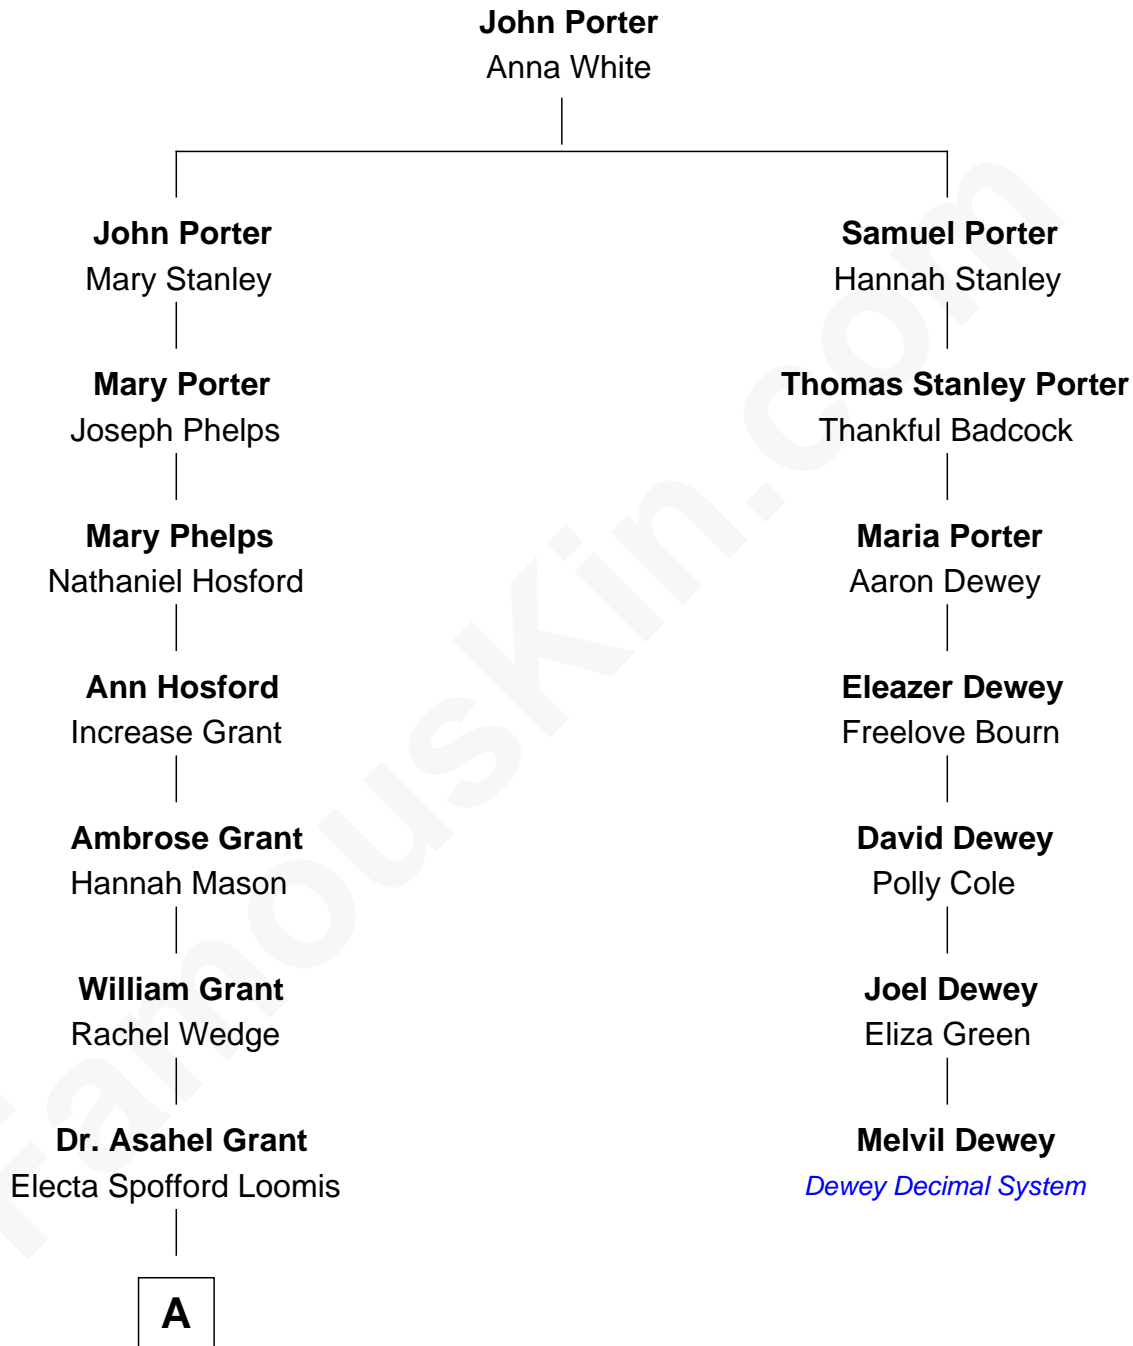 John Porter
Anna White
John Porter
Mary Stanley
Samuel Porter
Hannah Stanley
Mary Porter
Joseph Phelps
Thomas Stanley Porter
Thankful Badcock
Mary Phelps
Nathaniel Hosford
Maria Porter
Aaron Dewey
Ann Hosford
Increase Grant
Eleazer Dewey
Freelove Bourn
Ambrose Grant
Hannah Mason
David Dewey
Polly Cole
William Grant
Rachel Wedge
Joel Dewey
Eliza Green
Dr. Asahel Grant
Electa Spofford Loomis
Melvil Dewey
Dewey Decimal System
A
FamousKin.com